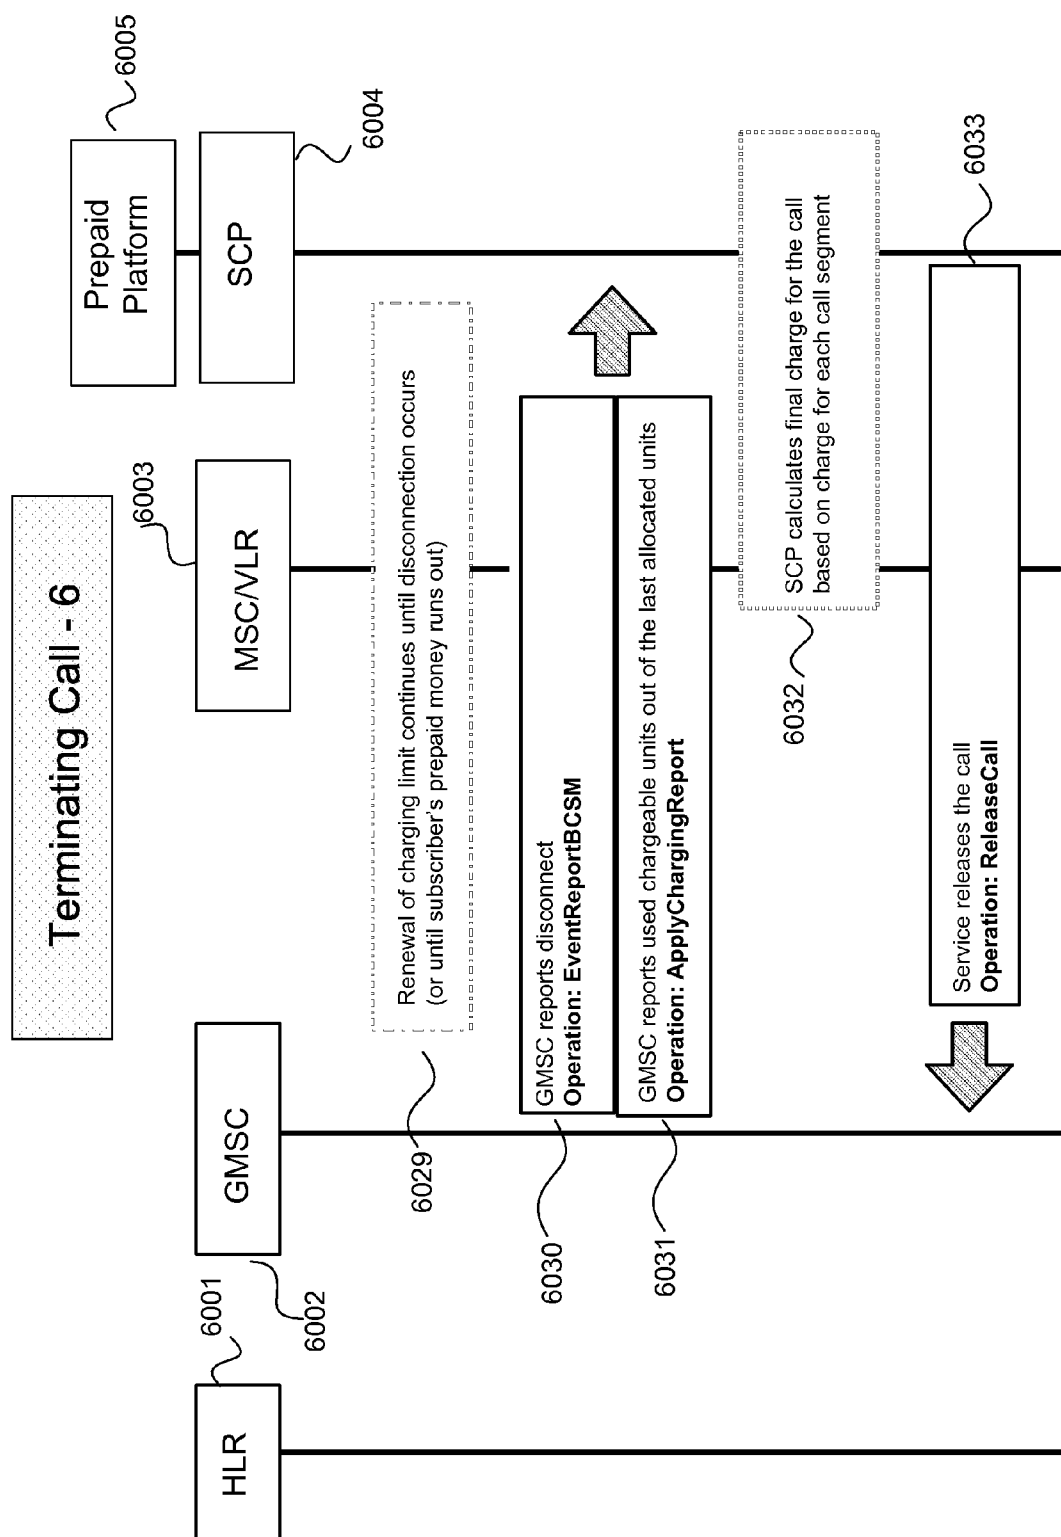 Terminating Call - 6
6001
HLR
6002
GMSC
6003
MSC/VLR
6004
SCP
6005
Prepaid
Platform
6029
Renewal of charging limit continues until disconnection occurs
(or until subscriber's prepaid money runs out)
6030
GMSC reports disconnect
Operation: EventReportBCSM
6031
GMSC reports used chargeable units out of the last allocated units
Operation: ApplyChargingReport
6032
SCP calculates final charge for the call
based on charge for each call segment
6033
Service releases the call
Operation: ReleaseCall